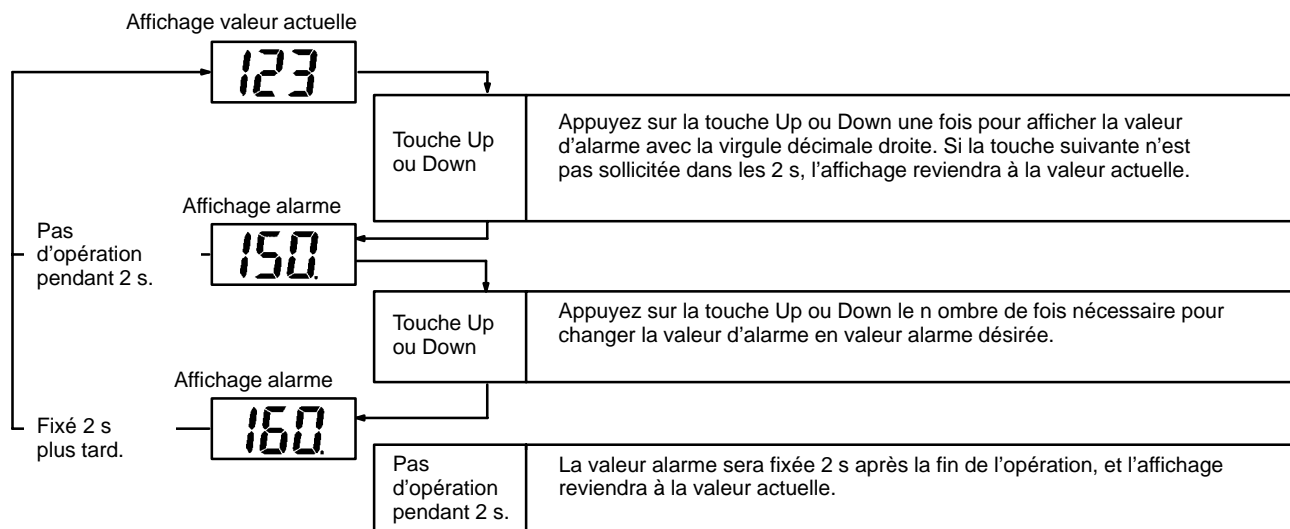 Affichage valeur actuelle
123
Touche Up
ou Down
Appuyez sur la touche Up ou Down une fois pour afficher la valeur
d'alarme avec la virgule décimale droite. Si la touche suivante n'est
pas sollicitée dans les 2 s, l'affichage reviendra à la valeur actuelle.
Affichage alarme
Pas
d'opération
pendant 2 s.
150.
Touche Up
ou Down
Appuyez sur la touche Up ou Down le n ombre de fois nécessaire pour
changer la valeur d'alarme en valeur alarme désirée.
Affichage alarme
Fixé 2 s
plus tard.
160.
Pas
d'opération
pendant 2 s.
La valeur alarme sera fixée 2 s après la fin de l'opération, et l'affichage
reviendra à la valeur actuelle.